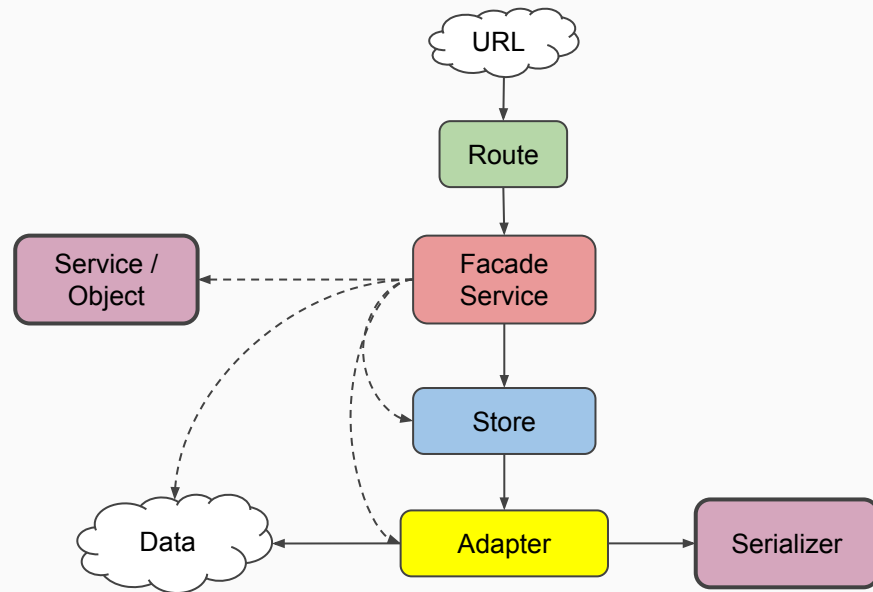 URL
Route
Service /
Object
Facade
Service
Store
Data
Adapter
Serializer